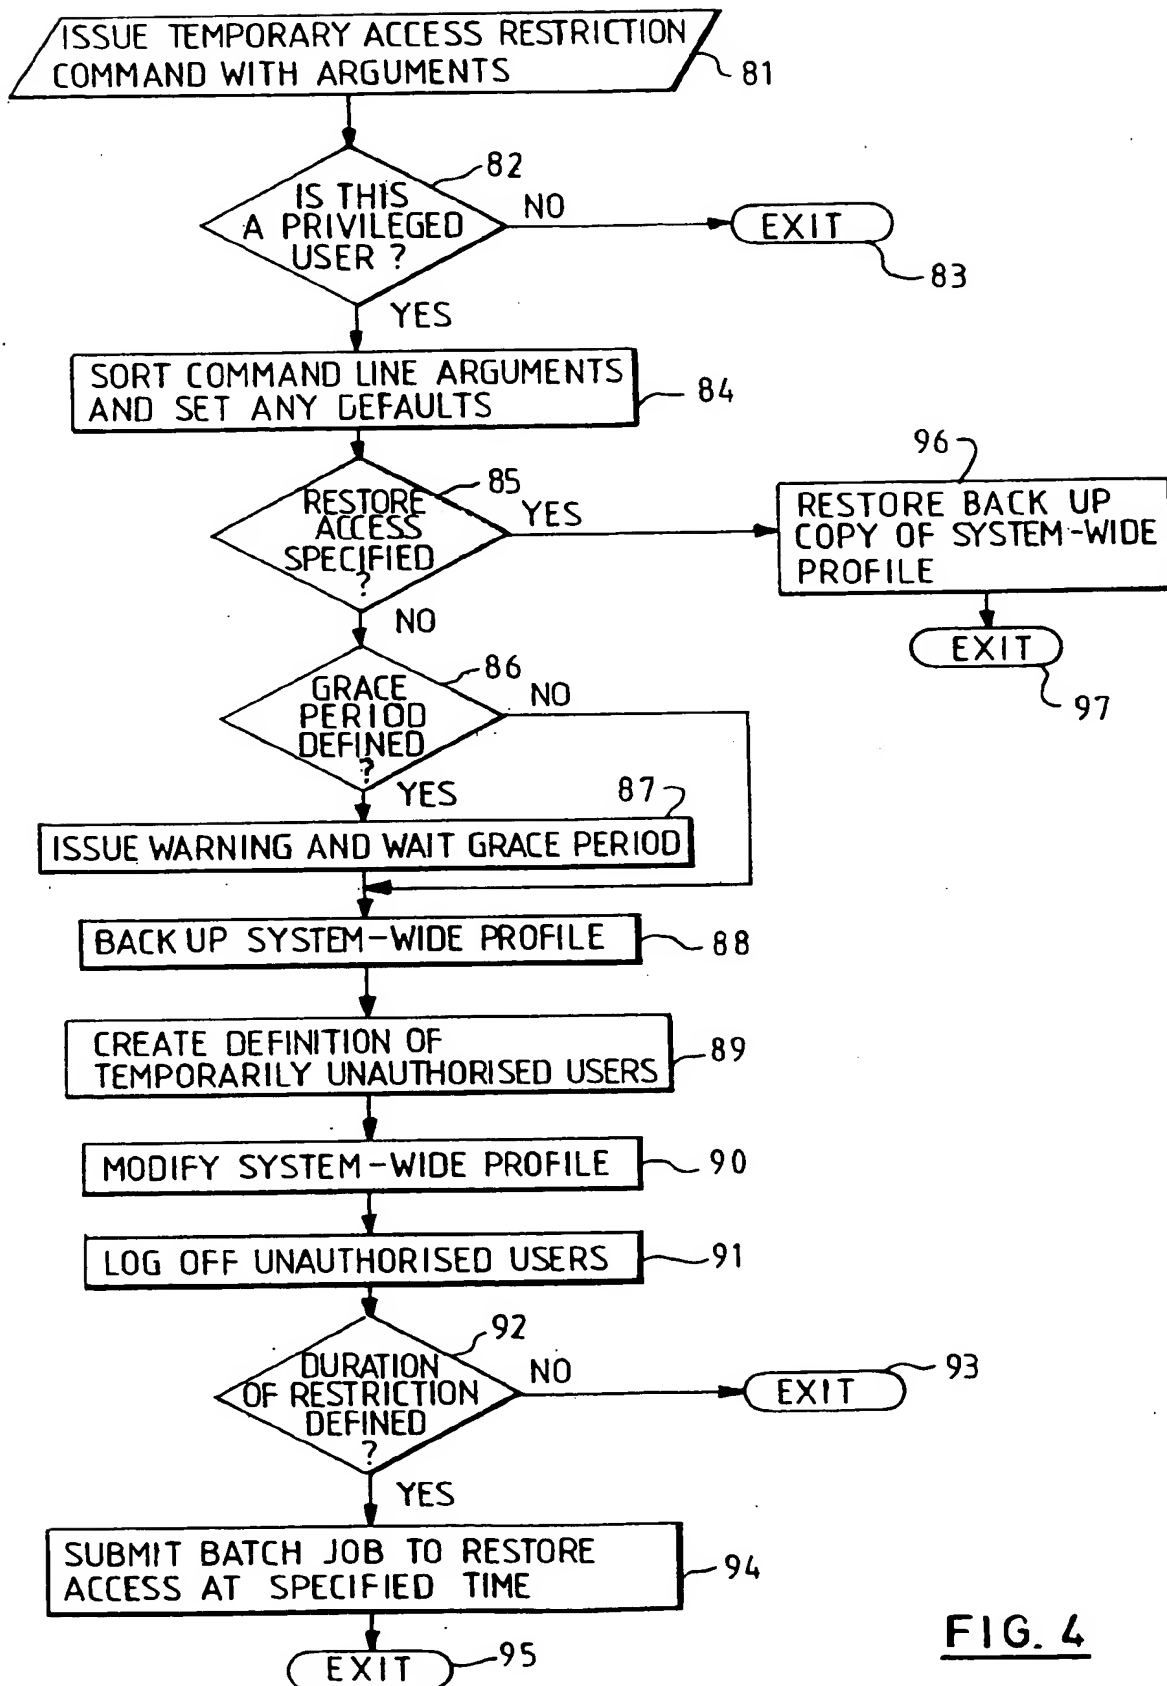 ISSUE TEMPORARY ACCESS RESTRICTION
COMMAND WITH ARGUMENTS
81
82
IS THIS
A PRIVILEGED
USER ?
NO
EXIT
83
YES
SORT COMMAND LINE ARGUMENTS
AND SET ANY DEFAULTS
84
85
RESTORE
ACCESS
SPECIFIED
?
YES
96
RESTORE BACK UP
COPY OF SYSTEM-WIDE
PROFILE
EXIT
97
NO
86
GRACE
PERIOD
DEFINED
?
NO
YES
87
ISSUE WARNING AND WAIT GRACE PERIOD
BACK UP SYSTEM-WIDE PROFILE
88
CREATE DEFINITION OF
TEMPORARILY UNAUTHORISED USERS
89
MODIFY SYSTEM-WIDE PROFILE
90
LOG OFF UNAUTHORISED USERS
91
92
DURATION
OF RESTRICTION
DEFINED
?
NO
EXIT
93
YES
SUBMIT BATCH JOB TO RESTORE
ACCESS AT SPECIFIED TIME
94
EXIT
95
FIG. 4